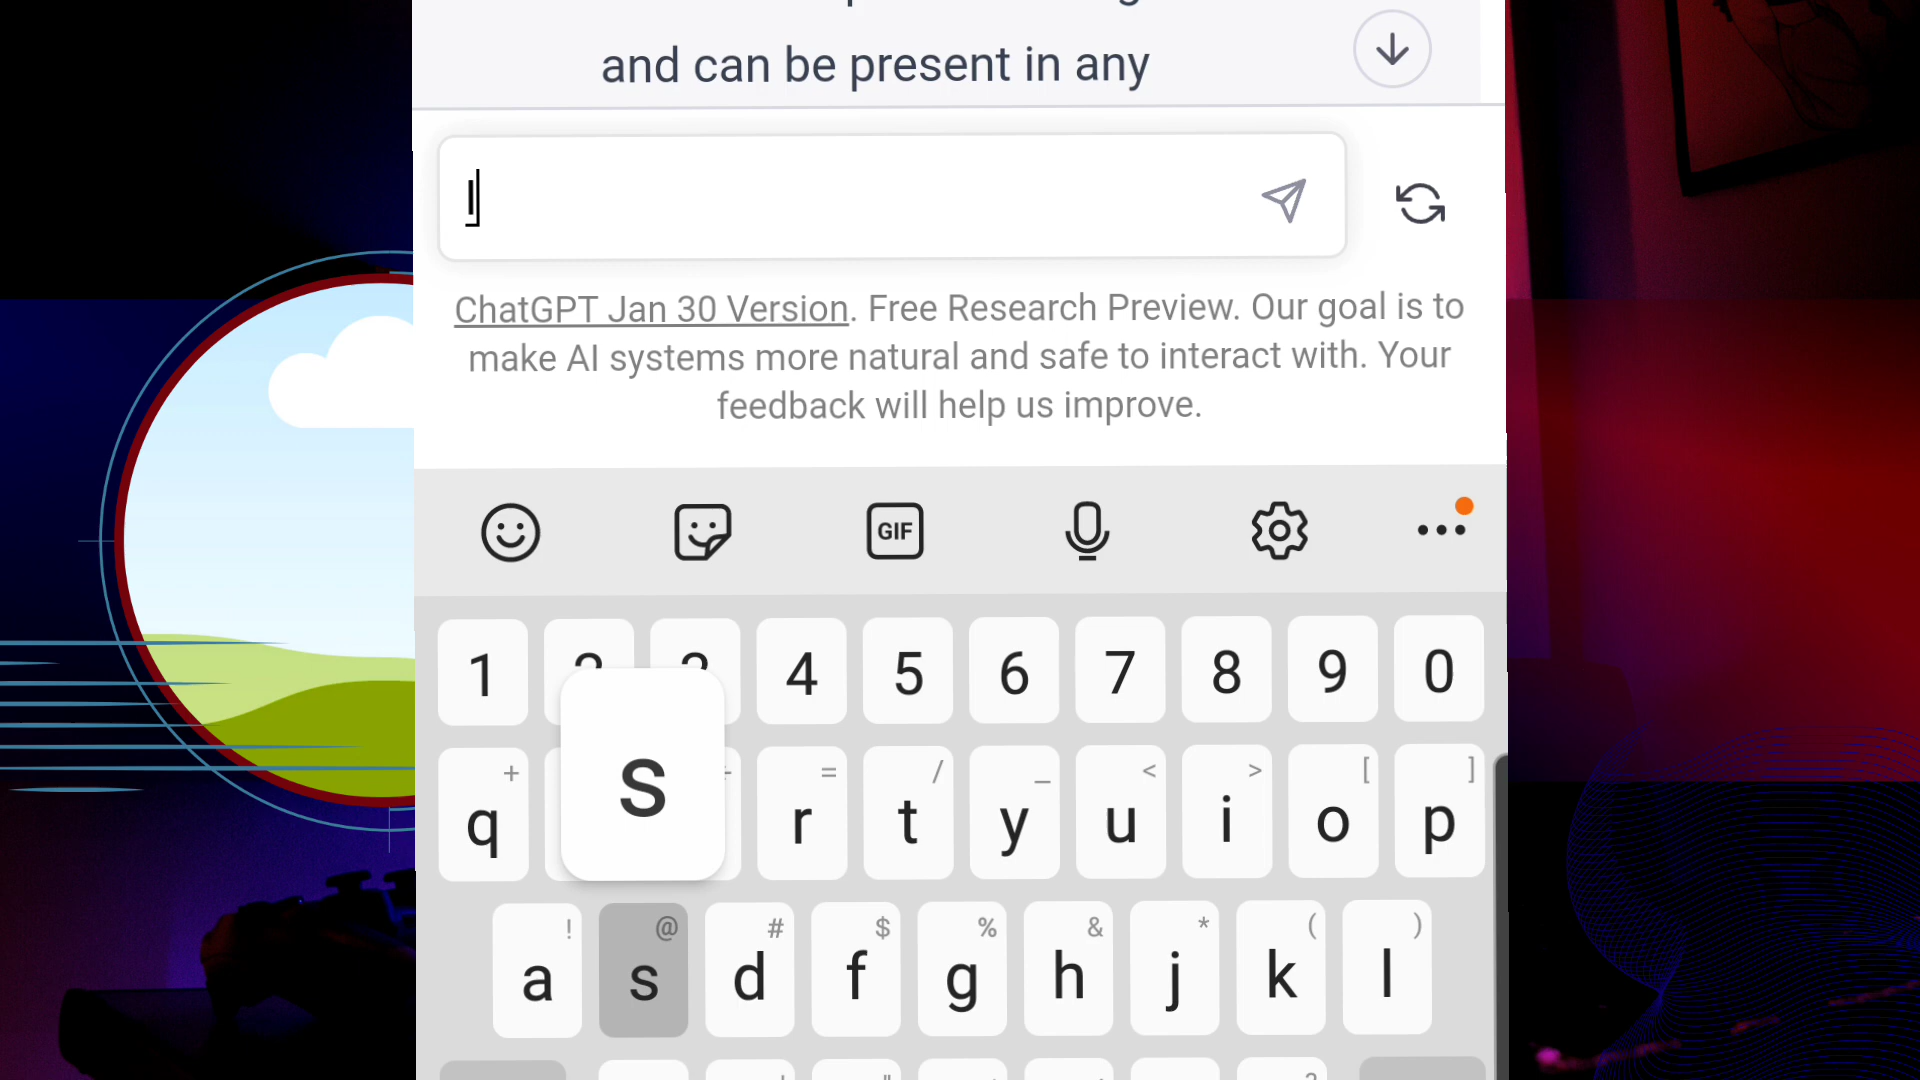 and can be present in any
I
ChatGPT Jan 30 Version. Free Research Preview. Our goal is to
make AI systems more natural and safe to interact with. Your
feedback will help us improve.
GIF
1 4 5 6 7 8 9 0
s
+ = / _ < > [ ]
q r t y u i o p
! @ # $ % & * ( )
a s d f g h j k l